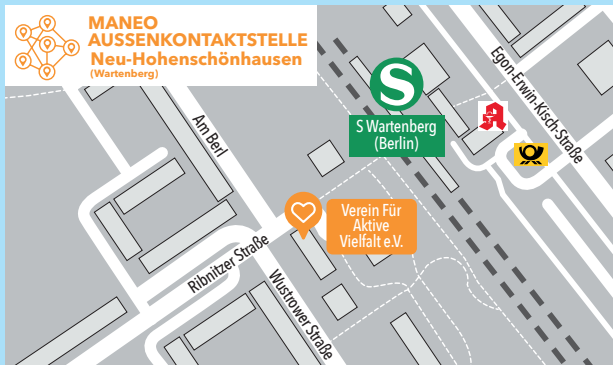 MANEO
AUSSENKONTAKTSTELLE
Neu-Hohenschönhausen
(Wartenberg)
S
S Wartenberg
(Berlin)
Egon-Erwin-Kisch-Straße
Am Berl
Verein Für
Aktive
Vielfalt e.V.
Ribnitzer Straße
Wustrower Straße